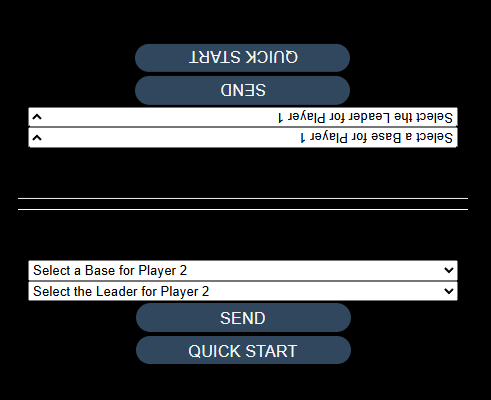 QUICK START
SEND
Select the Leader for Player 1
Select a Base for Player 1
Select a Base for Player 2
Select the Leader for Player 2
SEND
QUICK START